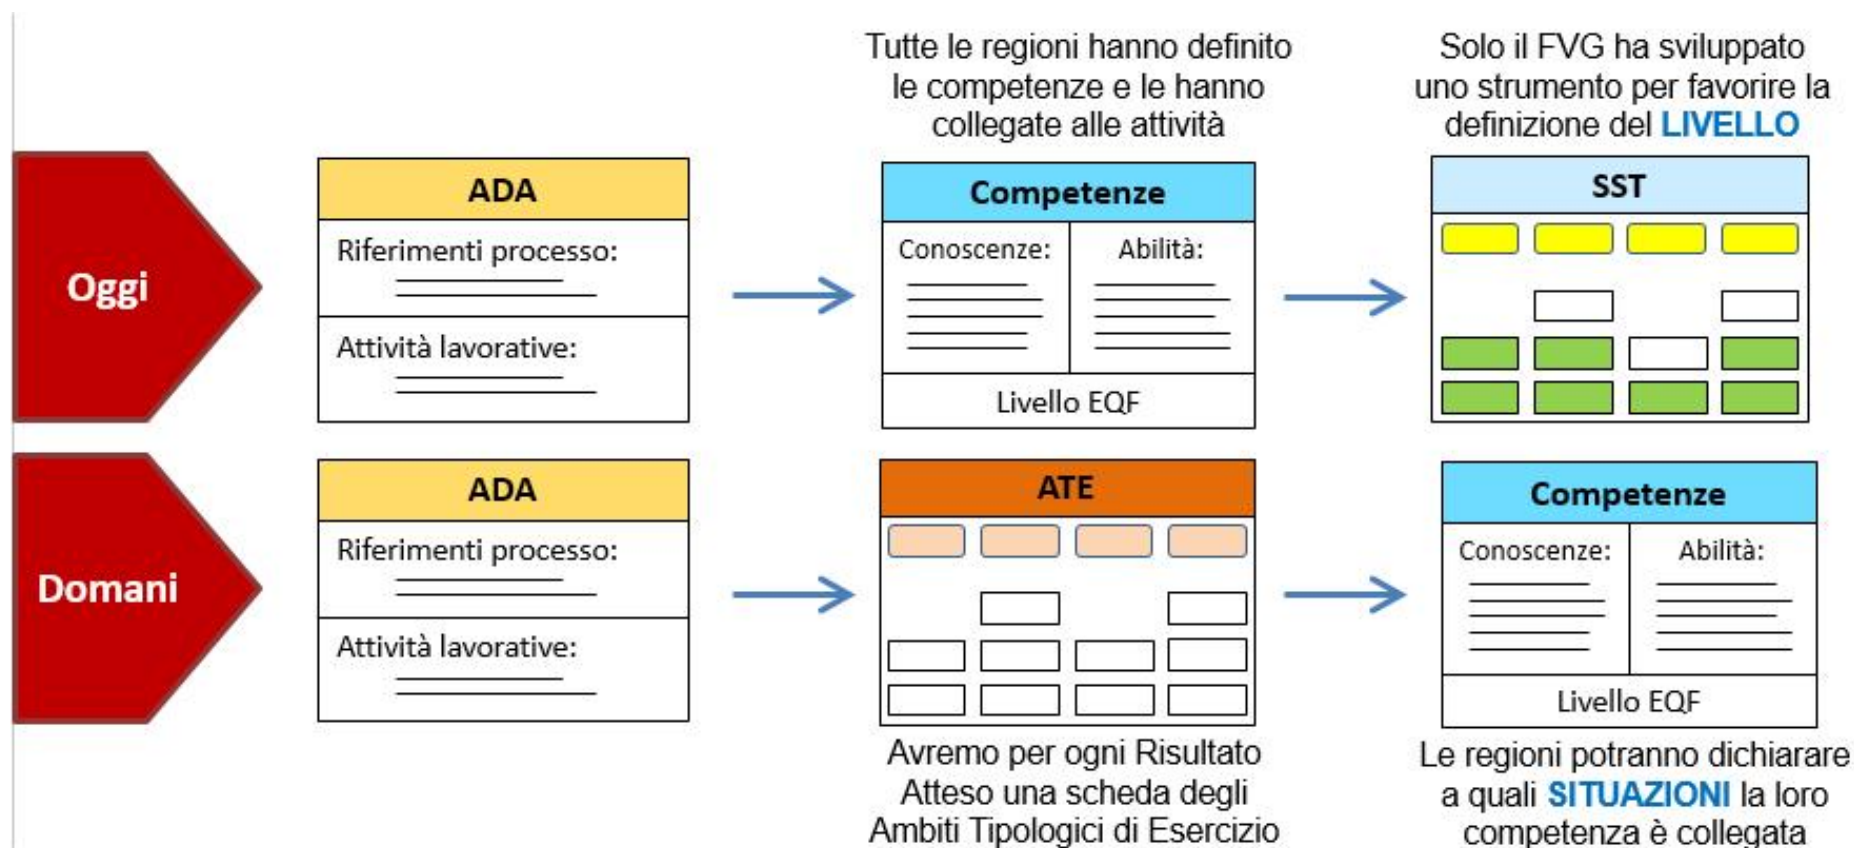 Tutte le regioni hanno definito
le competenze e le hanno
collegate alle attività
Solo il FVG ha sviluppato
uno strumento per favorire la
definizione del LIVELLO
Oggi
ADA
Riferimenti processo:
Attività lavorative:
Competenze
Conoscenze:
Abilità:
Livello EQF
SST
Domani
ADA
Riferimenti processo:
Attività lavorative:
ATE
Avremo per ogni Risultato
Atteso una scheda degli
Ambiti Tipologici di Esercizio
Competenze
Conoscenze:
Abilità:
Livello EQF
Le regioni potranno dichiarare
a quali SITUAZIONI la loro
competenza è collegata